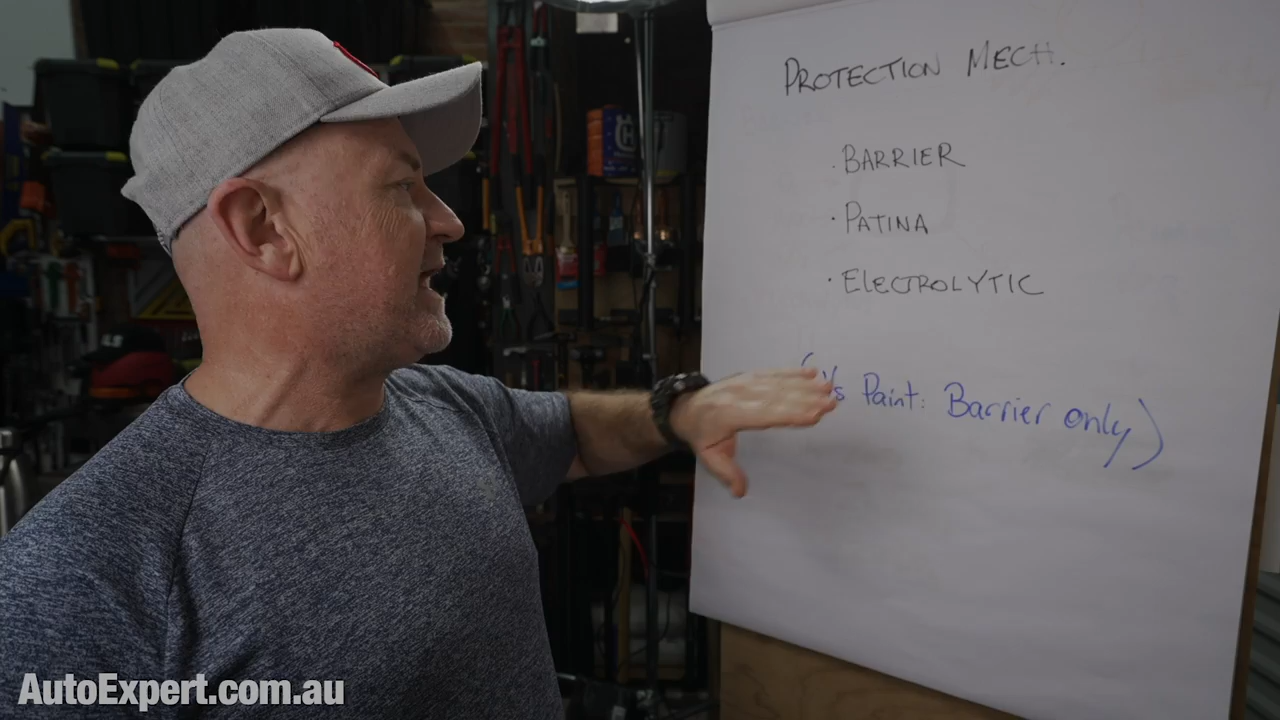 PROTECTION MECH.
· BARRIER
· PATINA
· ELECTROLYTIC
(V/s Paint: Barrier only)
AutoExpert.com.au